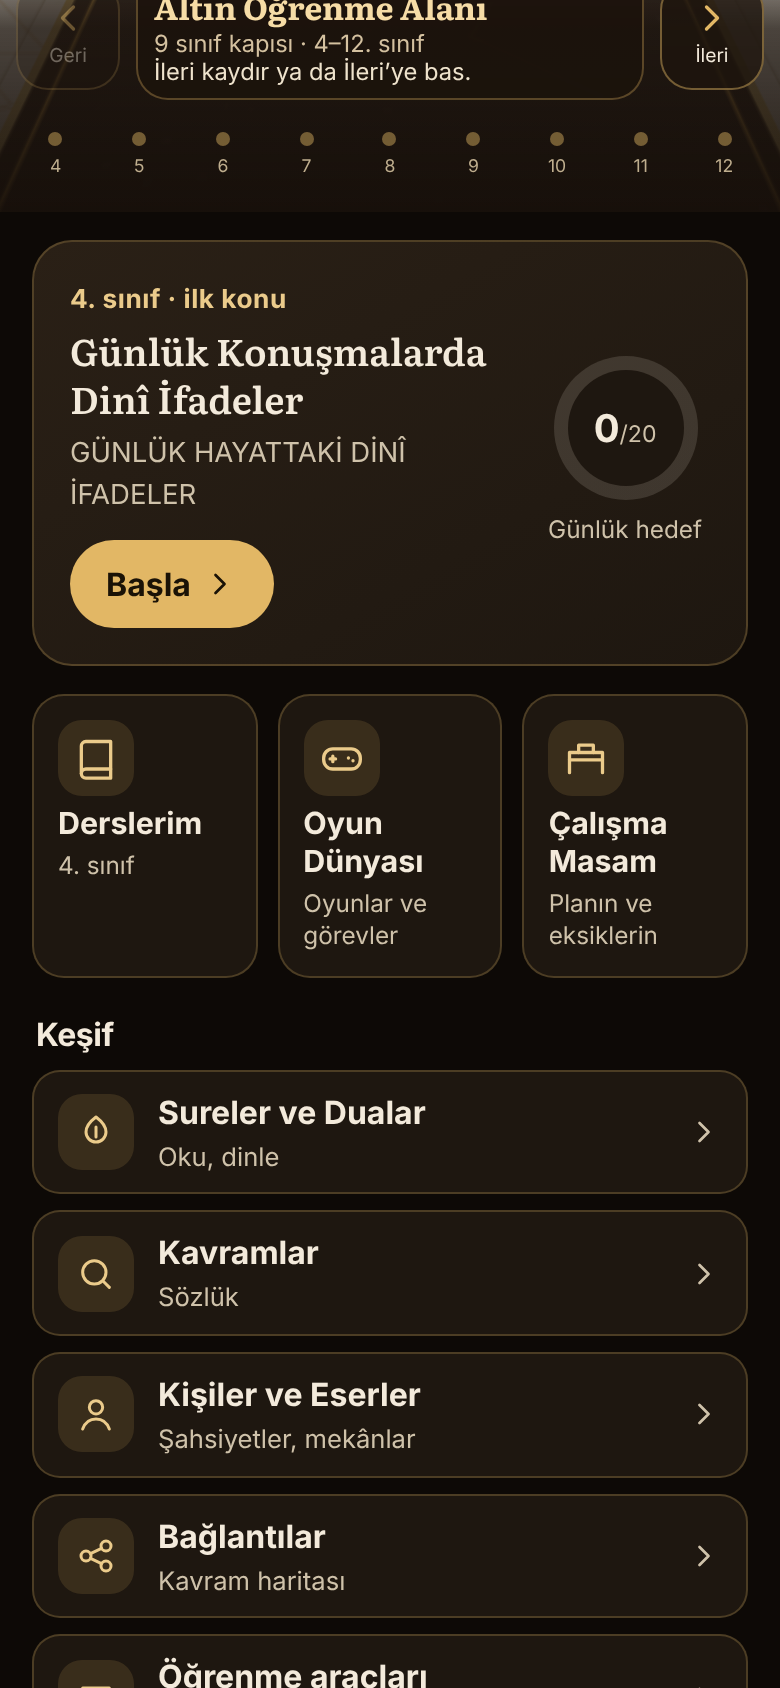 Altın Öğrenme Alanı
Geri
9 sınıf kapısı · 4–12. sınıf
İleri kaydır ya da İleri’ye bas.
İleri
4 5 6 7 8 9 10 11 12
4. sınıf · ilk konu
Günlük Konuşmalarda
Dinî İfadeler
GÜNLÜK HAYATTAKİ DİNÎ
İFADELER
0/20
Günlük hedef
Başla
Derslerim
4. sınıf
Oyun
Dünyası
Oyunlar ve
görevler
Çalışma
Masam
Planın ve
eksiklerin
Keşif
Sureler ve Dualar
Oku, dinle
Kavramlar
Sözlük
Kişiler ve Eserler
Şahsiyetler, mekânlar
Bağlantılar
Kavram haritası
Öğrenme araçları